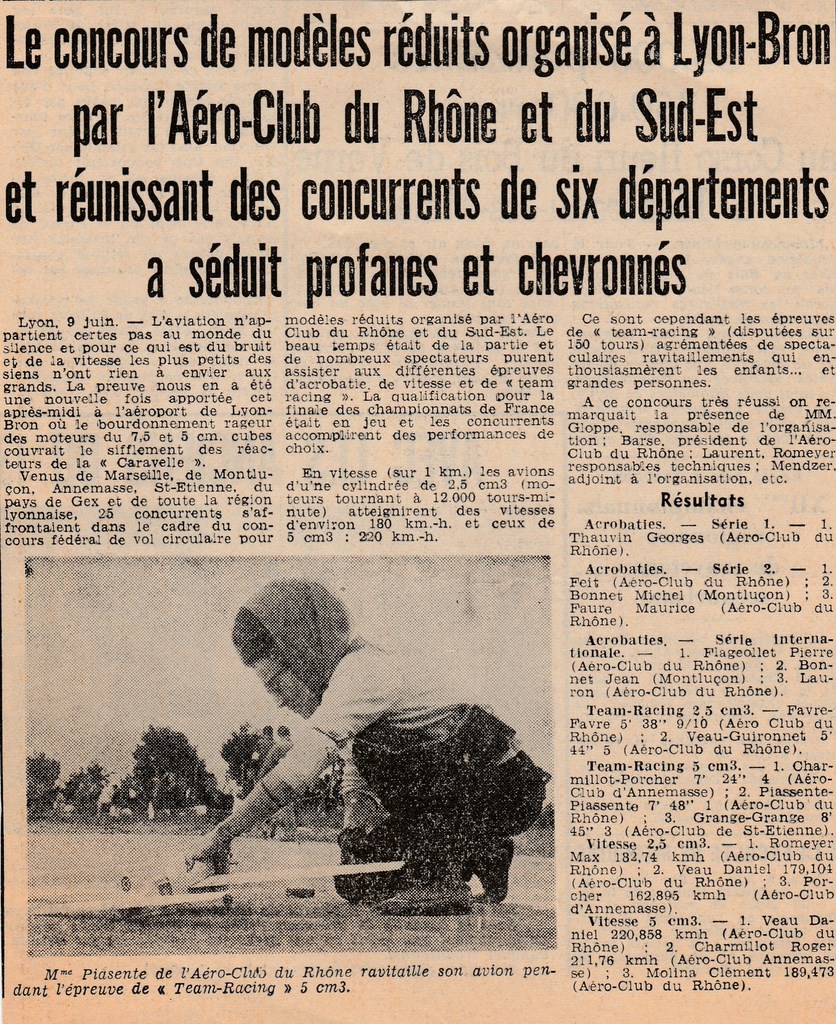 Le concours de modèles réduits organisé à Lyon-Bron
par l'Aéro-Club du Rhône et du Sud-Est
et réunissant des concurrents de six départements
a séduit profanes et chevronnés
Lyon, 9 juin. — L'aviation n'ap-
partient certes pas au monde du
silence et pour ce qui est du bruit
et de la vitesse les plus petits des
siens n'ont rien à envier aux
grands. La preuve nous en a été
une nouvelle fois apportée cet
après-midi à l'aéroport de Lyon-
Bron où le bourdonnement rageur
des moteurs du 7,5 et 5 cm. cubes
couvrait le sifflement des réac-
teurs de la « Caravelle ».
Venus de Marseille, de Montlu-
çon, Annemasse, St-Etienne, du
pays de Gex et de toute la région
lyonnaise, 25 concurrents s'af-
frontaient dans le cadre du con-
cours fédéral de vol circulaire pour
modèles réduits organisé par l'Aéro
Club du Rhône et du Sud-Est. Le
beau temps était de la partie et
de nombreux spectateurs purent
assister aux différentes épreuves
d'acrobatie, de vitesse et de « team
racing ». La qualification pour la
finale des championnats de France
était en jeu et les concurrents
accomplirent des performances de
choix.
En vitesse (sur 1 km.) les avions
d'u'ne cylindrée de 2,5 cm3 (mo-
teurs tournant à 12.000 tours-mi-
nute) atteignirent des vitesses
d'environ 180 km.-h. et ceux de
5 cm3 : 220 km.-h.
Ce sont cependant les épreuves
de « team-racing » (disputées sur
150 tours) agrémentées de specta-
culaires ravitaillements qui en-
thousiasmèrent les enfants... et
grandes personnes.
A ce concours très réussi on re-
marquait la présence de MM.
Gloppe, responsable de l'organisa-
tion ; Barse, président de l'Aéro-
Club du Rhône ; Laurent, Romeyer
responsables techniques ; Mendzer,
adjoint à l'organisation, etc.
Résultats
Acrobaties. — Série 1. — 1.
Thauvin Georges (Aéro-Club du
Rhône).
Acrobaties. — Série 2. — 1.
Feit (Aéro-Club du Rhône) ; 2.
Bonnet Michel (Montluçon) ; 3.
Faure Maurice (Aéro-Club du
Rhône).
Acrobaties. — Série interna-
tionale. — 1. Flageollet Pierre
(Aéro-Club du Rhône) ; 2. Bon-
net Jean (Montluçon) ; 3. Lau-
ron (Aéro-Club du Rhône).
Team-Racing 2,5 cm3. — Favre-
Favre 5' 38" 9/10 (Aéro Club du
Rhône) ; 2. Veau-Guironnet 5'
44" 5 (Aéro-Club du Rhône).
Team-Racing 5 cm3. — 1. Char-
millot-Porcher 7' 24" 4 (Aéro-
Club d'Annemasse) ; 2. Piassente-
Piassente 7' 48" 1 (Aéro-Club du
Rhône) ; 3. Grange-Grange 8'
45" 3 (Aéro-Club de St-Etienne).
Vitesse 2,5 cm3. — 1. Romeyer
Max 182,74 kmh (Aéro-Club du
Rhône) ; 2. Veau Daniel 179,104
(Aéro-Club du Rhône) ; 3. Por-
cher 162,895 kmh (Aéro-Club
d'Annemasse).
Vitesse 5 cm3. — 1. Veau Da-
niel 220,858 kmh (Aéro-Club du
Rhône) ; 2. Charmillot Roger
211,76 kmh (Aéro-Club Annemas-
se) ; 3. Molina Clément 189,473
(Aéro-Club du Rhône).
Mme Piasente de l'Aéro-Club du Rhône ravitaille son avion pen-
dant l'épreuve de « Team-Racing » 5 cm3.